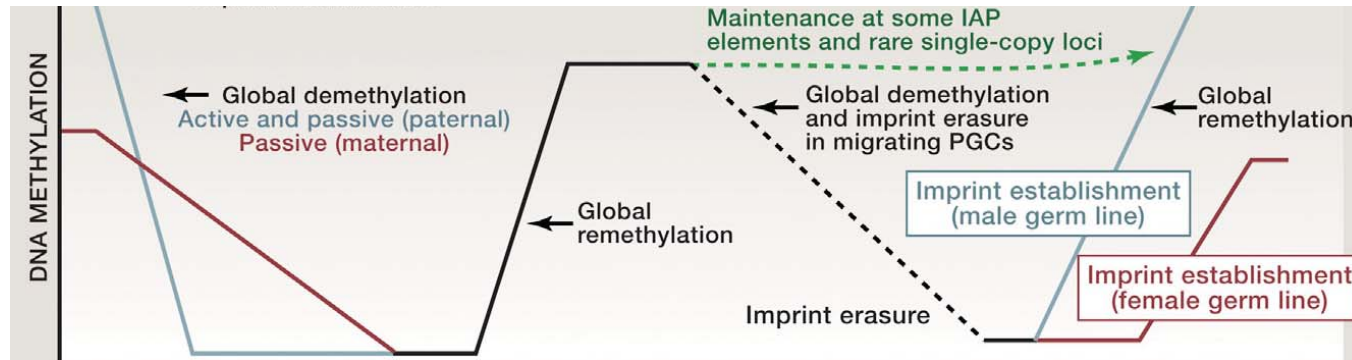 DNA METHYLATION
Maintenance at some IAP
elements and rare single-copy loci
Global demethylation
Active and passive (paternal)
Passive (maternal)
Global
remethylation
Global demethylation
and imprint erasure
in migrating PGCs
Global
remethylation
Imprint establishment
(male germ line)
Imprint establishment
(female germ line)
Imprint erasure